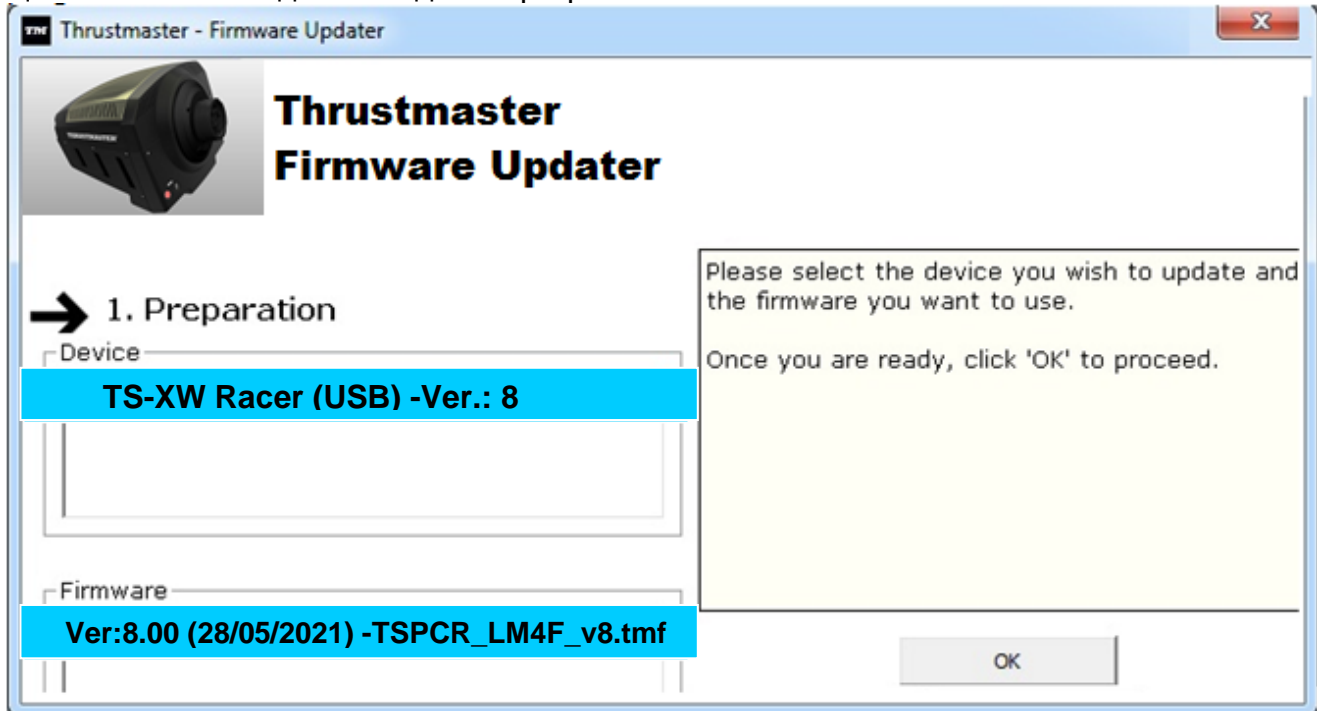 Thrustmaster - Firmware Updater
Thrustmaster
Firmware Updater
1. Preparation
Device
TS-XW Racer (USB) -Ver.: 8
Firmware
Ver:8.00 (28/05/2021) -TSPCR_LM4F_v8.tmf
Please select the device you wish to update and
the firmware you want to use.
Once you are ready, click 'OK' to proceed.
OK